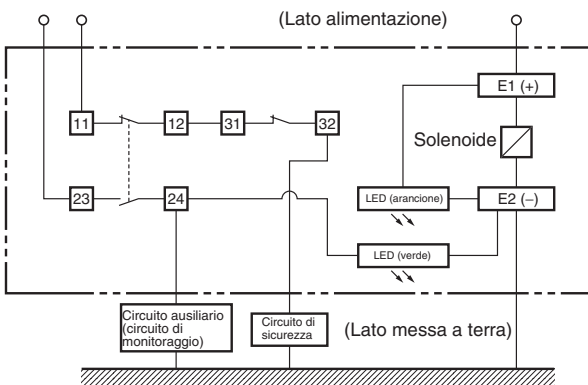 (Lato alimentazione)
E1 (+)
11
12
31
32
Solenoide
23
24
LED (arancione)
E2 (–)
LED (verde)
Circuito ausiliario
(circuito di
monitoraggio)
Circuito di
sicurezza
(Lato messa a terra)